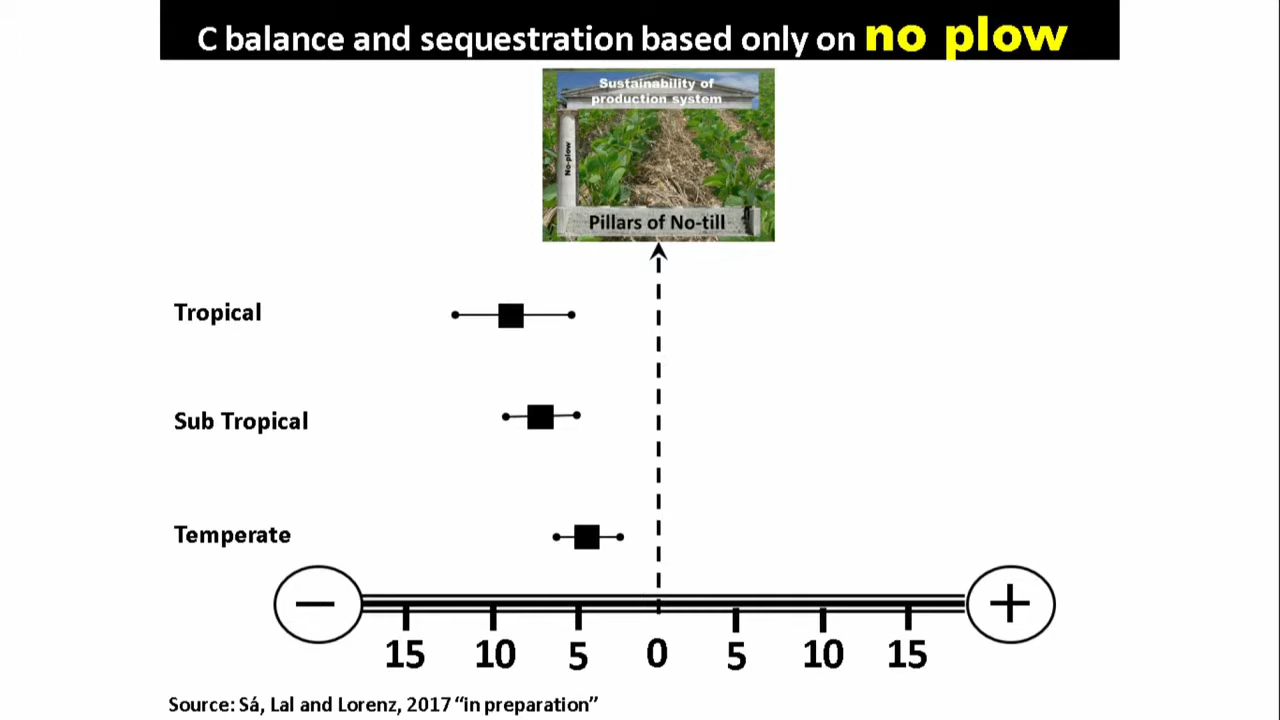 C balance and sequestration based only on no plow
Sustainability of
production system
No-plow
Pillars of No-till
Tropical
Sub Tropical
Temperate
— +
15 10 5 0 5 10 15
Source: Sá, Lal and Lorenz, 2017 “in preparation”